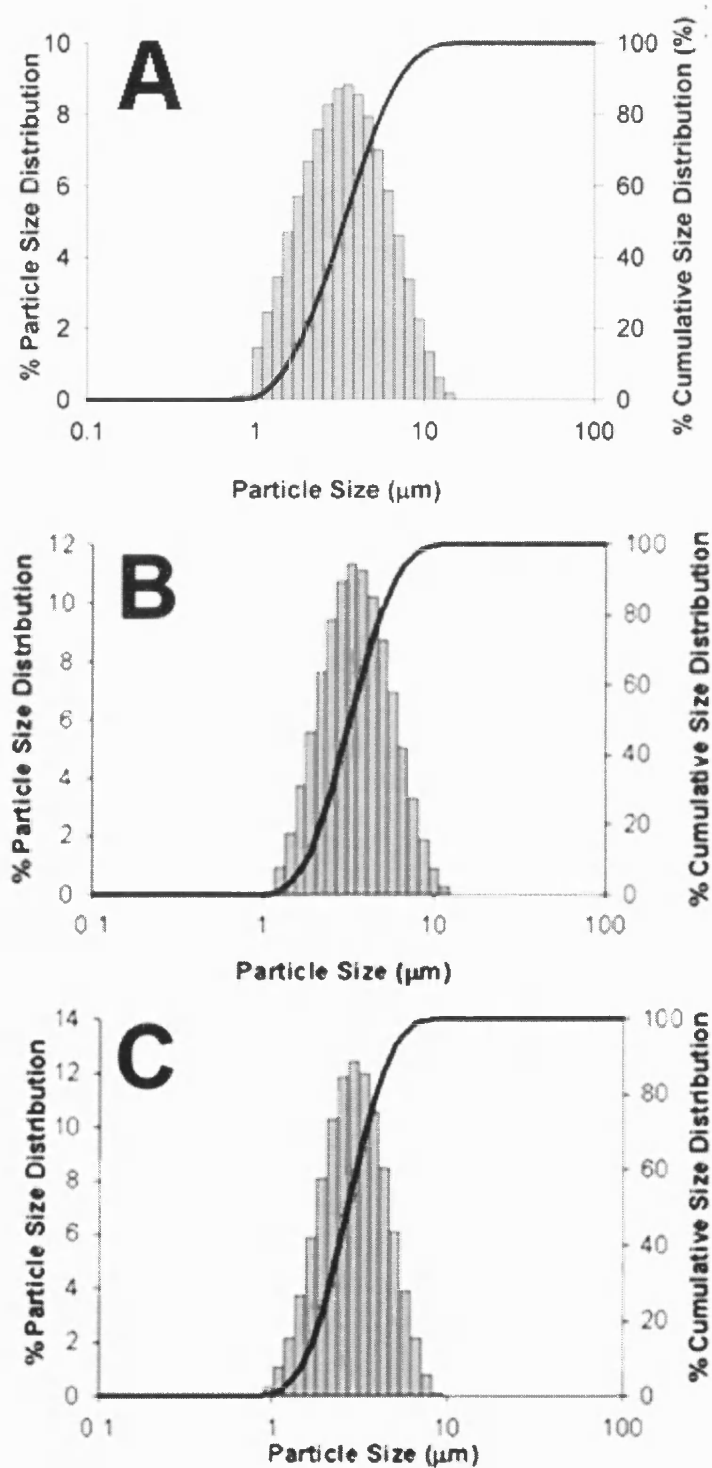 A
10
8
6
4
2
0
% Particle Size Distribution
100
80
60
40
20
0
% Cumulative Size Distribution (%)
0.1 1 10 100
Particle Size (μm)
B
12
10
8
6
4
2
0
% Particle Size Distribution
100
80
60
40
20
0
% Cumulative Size Distribution
0 1 1 10 100
Particle Size (μm)
C
14
12
10
8
6
4
2
0
% Particle Size Distribution
100
80
60
40
20
0
% Cumulative Size Distribution
0 1 1 10 100
Particle Size (μm)